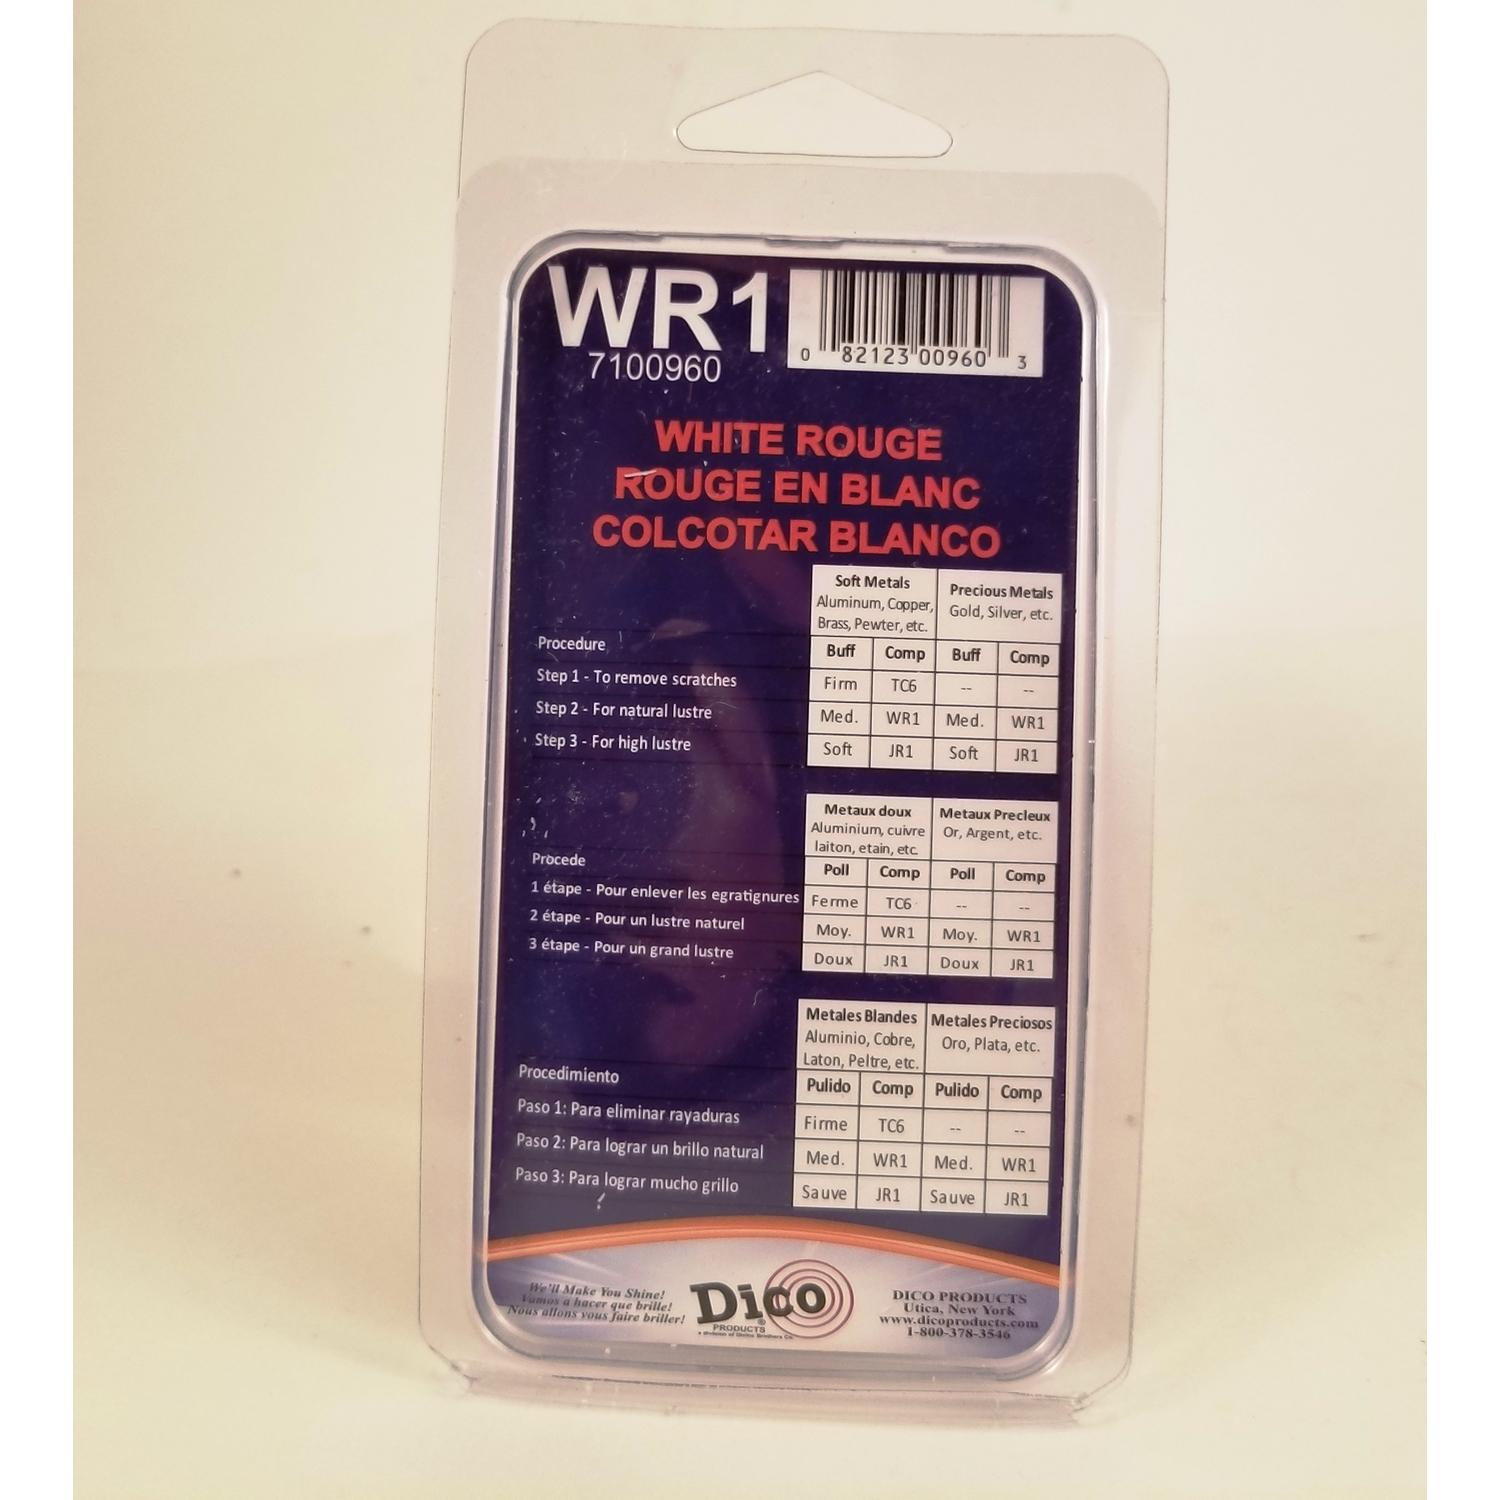 WR1
7100960
0 82123 00960 3
WHITE ROUGE
ROUGE EN BLANC
COLCOTAR BLANCO
Soft Metals Precious Metals
Aluminum, Copper, Gold, Silver, etc.
Brass, Pewter, etc.
Procedure Buff Comp Buff Comp
Step 1 - To remove scratches Firm TC6 -- --
Step 2 - For natural lustre Med. WR1 Med. WR1
Step 3 - For high lustre Soft JR1 Soft JR1
Metaux doux Metaux Precleux
Aluminium, cuivre Or, Argent, etc.
laiton, etain, etc.
Procede Poll Comp Poll Comp
1 étape - Pour enlever les egratignures Ferme TC6 -- --
2 étape - Pour un lustre naturel Moy. WR1 Moy. WR1
3 étape - Pour un grand lustre Doux JR1 Doux JR1
Metales Blandes Metales Preciosos
Aluminio, Cobre, Oro, Plata, etc.
Laton, Peltre, etc.
Procedimiento Pulido Comp Pulido Comp
Paso 1: Para eliminar rayaduras Firme TC6 -- --
Paso 2: Para lograr un brillo natural Med. WR1 Med. WR1
Paso 3: Para lograr mucho grillo Sauve JR1 Sauve JR1
We'll Make You Shine!
Vamos a hacer que brille!
Nous allons vous faire briller!
Dico®
PRODUCTS
a division of Divine Brothers Co.
DICO PRODUCTS
Utica, New York
www.dicoproducts.com
1-800-378-3546